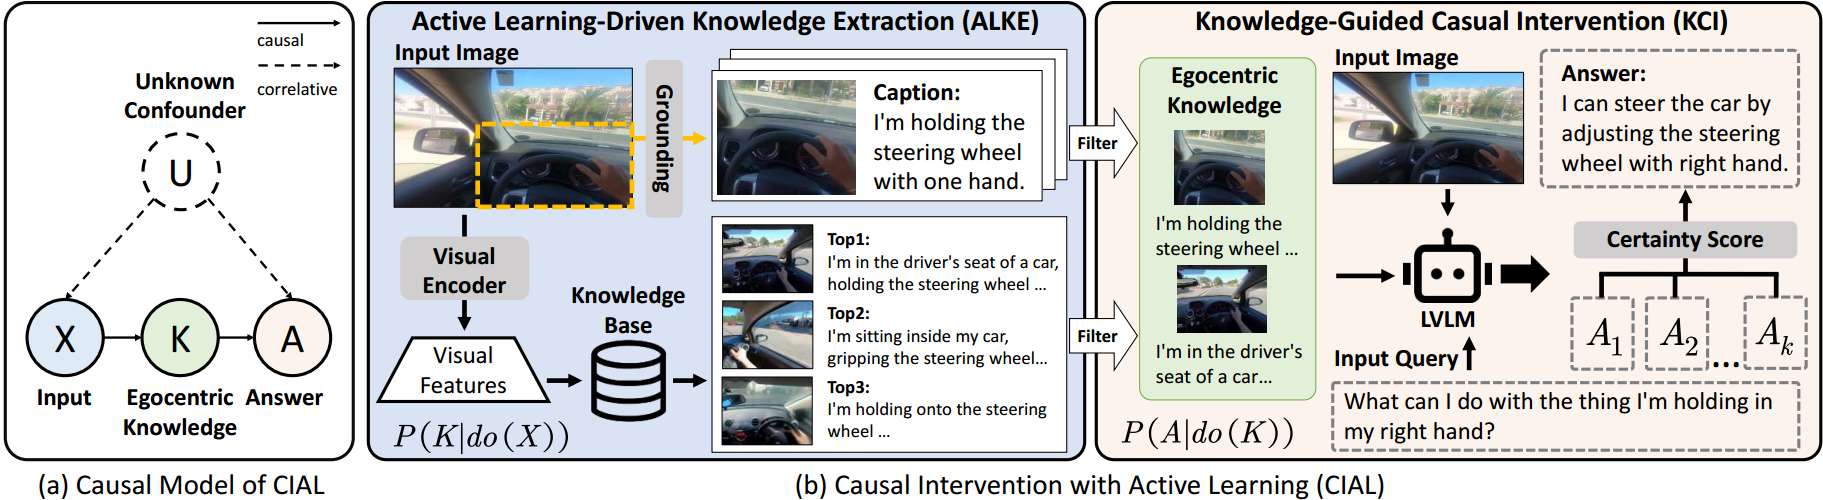 causal
correlative
Unknown
Confounder
U
X
K
A
Input
Egocentric
Knowledge
Answer
(a) Causal Model of CIAL
Active Learning-Driven Knowledge Extraction (ALKE)
Input Image
Grounding
Caption:
I'm holding the
steering wheel
with one hand.
Visual
Encoder
Visual
Features
Knowledge
Base
Top1:
I'm in the driver's seat of a car,
holding the steering wheel ...
Top2:
I'm sitting inside my car,
gripping the steering wheel...
Top3:
I'm holding onto the steering
wheel ...
P(K|do(X))
Filter
Filter
Knowledge-Guided Casual Intervention (KCI)
Egocentric
Knowledge
I'm holding the
steering wheel ...
I'm in the driver's
seat of a car...
P(A|do(K))
Input Image
LVLM
Input Query
What can I do with the thing I'm holding in
my right hand?
Answer:
I can steer the car by
adjusting the steering
wheel with right hand.
Certainty Score
A1 A2 ... Ak
(b) Causal Intervention with Active Learning (CIAL)